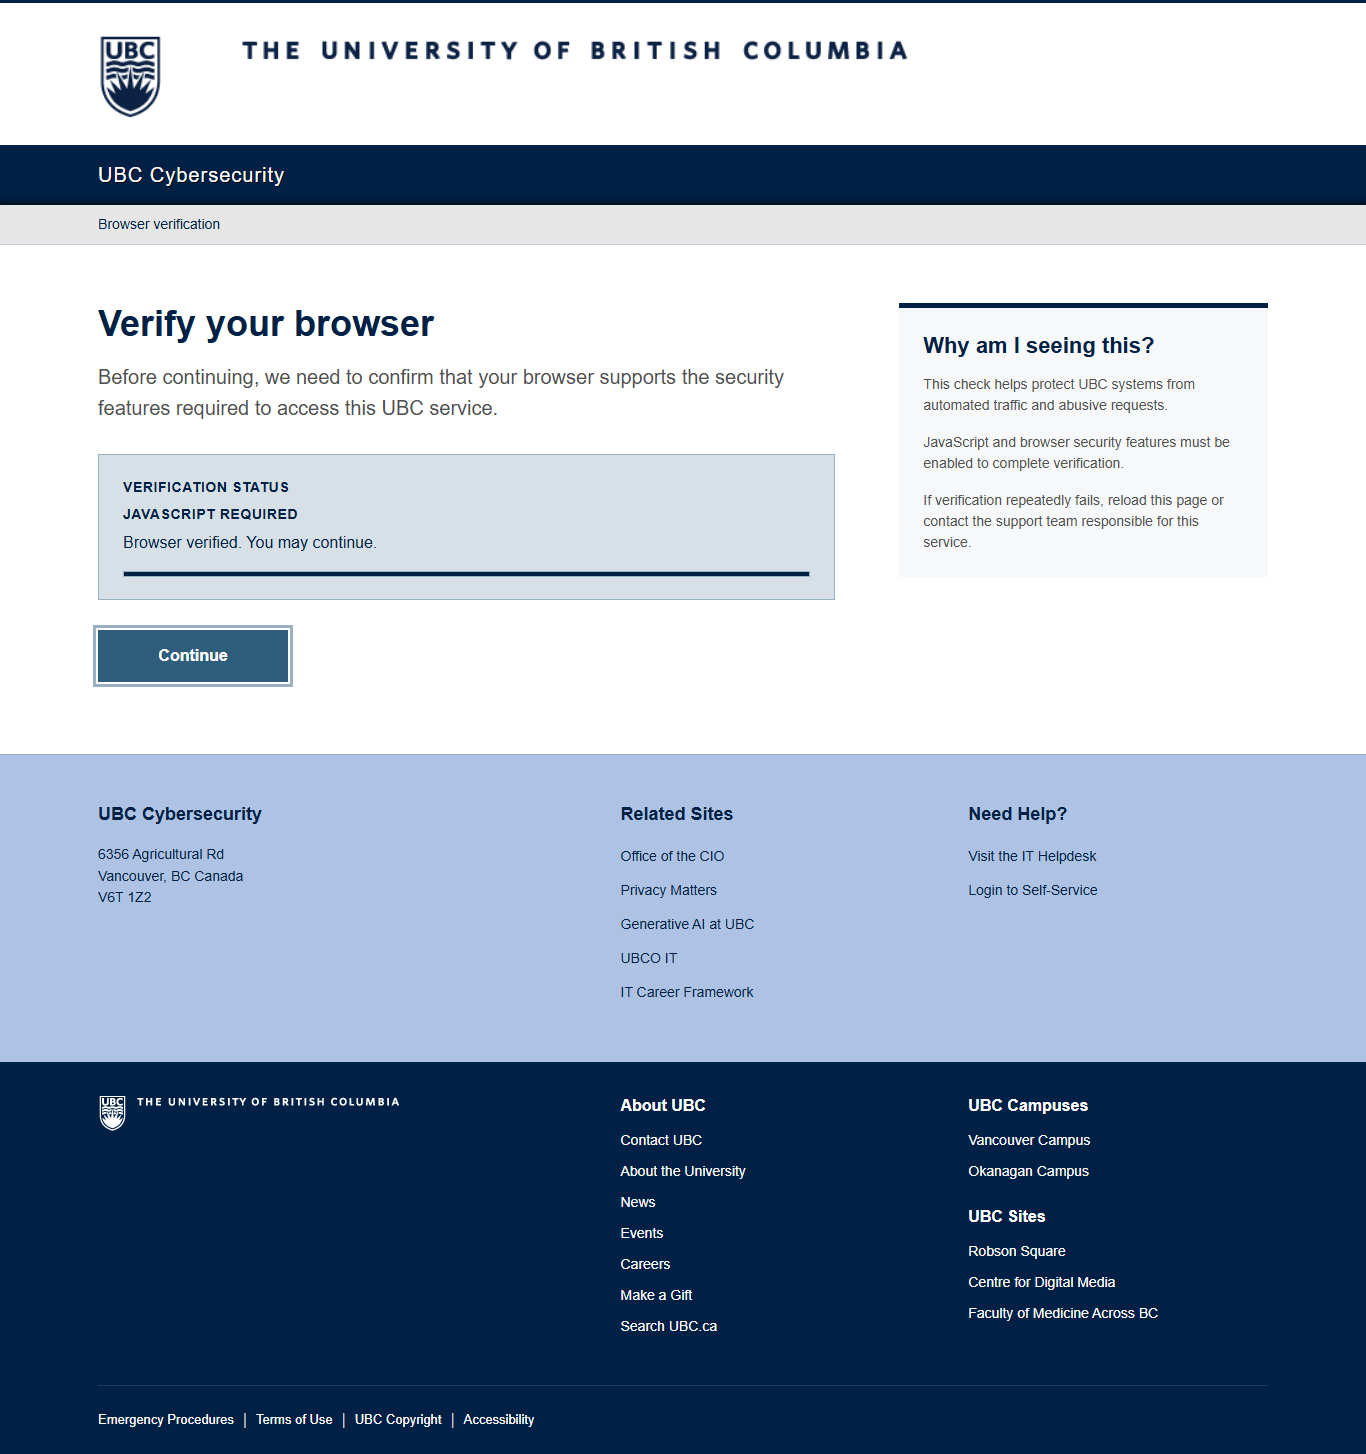 UBC
THE UNIVERSITY OF BRITISH COLUMBIA
UBC Cybersecurity
Browser verification
Verify your browser
Before continuing, we need to confirm that your browser supports the security
features required to access this UBC service.
VERIFICATION STATUS
JAVASCRIPT REQUIRED
Browser verified. You may continue.
Continue
Why am I seeing this?
This check helps protect UBC systems from
automated traffic and abusive requests.
JavaScript and browser security features must be
enabled to complete verification.
If verification repeatedly fails, reload this page or
contact the support team responsible for this
service.
UBC Cybersecurity
6356 Agricultural Rd
Vancouver, BC Canada
V6T 1Z2
Related Sites
Office of the CIO
Privacy Matters
Generative AI at UBC
UBCO IT
IT Career Framework
Need Help?
Visit the IT Helpdesk
Login to Self-Service
UBC
THE UNIVERSITY OF BRITISH COLUMBIA
About UBC
Contact UBC
About the University
News
Events
Careers
Make a Gift
Search UBC.ca
UBC Campuses
Vancouver Campus
Okanagan Campus
UBC Sites
Robson Square
Centre for Digital Media
Faculty of Medicine Across BC
Emergency Procedures | Terms of Use | UBC Copyright | Accessibility